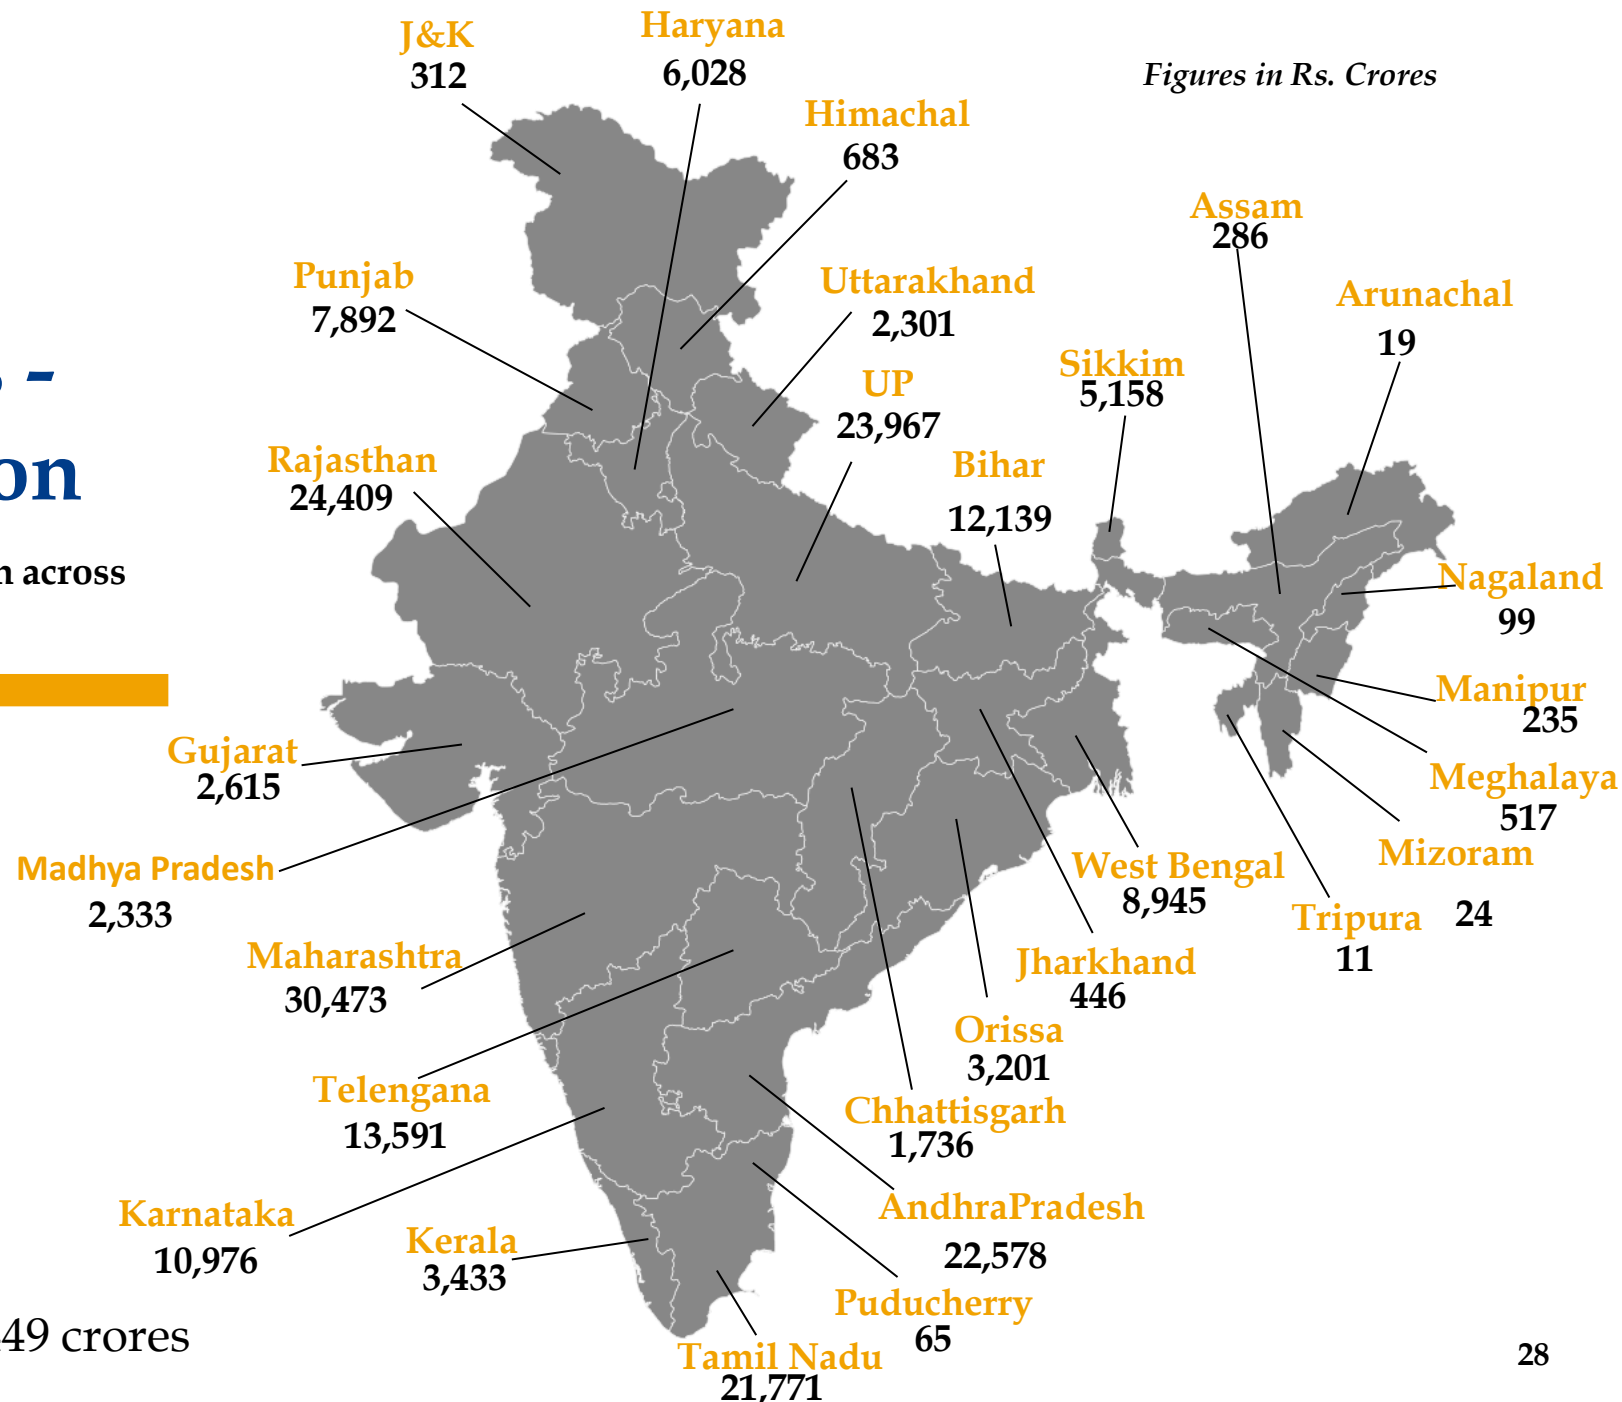 J&K
312
Haryana
6,028
Figures in Rs. Crores
Himachal
683
Assam
286
Punjab
7,892
Uttarakhand
2,301
Arunachal
19
Sikkim
5,158
-
UP
23,967
on
Rajasthan
24,409
Bihar
12,139
across
Nagaland
99
Manipur
235
Gujarat
2,615
Meghalaya
517
Madhya Pradesh
2,333
Mizoram
24
West Bengal
8,945
Tripura
11
Maharashtra
30,473
Jharkhand
446
Orissa
3,201
Telengana
13,591
Chhattisgarh
1,736
Karnataka
10,976
AndhraPradesh
22,578
Kerala
3,433
Puducherry
65
49 crores
Tamil Nadu
21,771
28